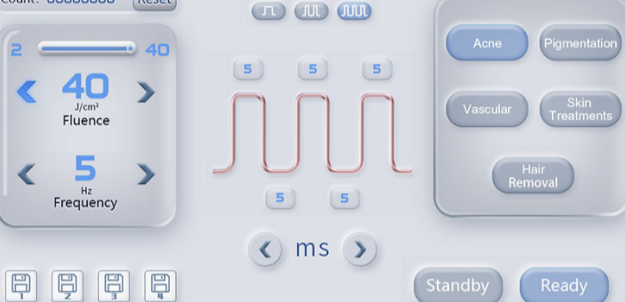 Count: 00000000
Reset
2
40
40
J/cm²
Fluence
5
Hz
Frequency
1
2
3
4
5
5
5
5
5
ms
Acne
Pigmentation
Vascular
Skin
Treatments
Hair
Removal
Standby
Ready